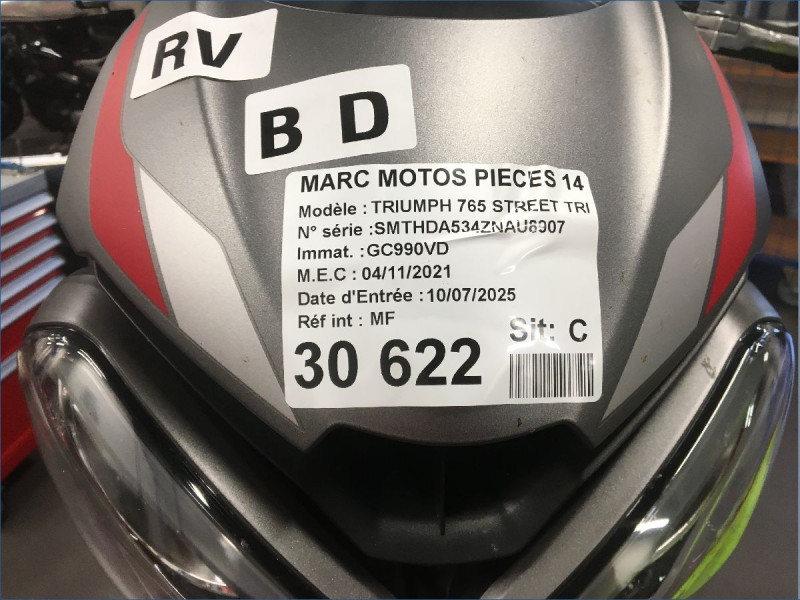 RV
B D
MARC MOTOS PIECES 14
Modèle : TRIUMPH 765 STREET TRI
N° série :SMTHDA534ZNAU8907
Immat. :GC990VD
M.E.C : 04/11/2021
Date d'Entrée : 10/07/2025
Réf int : MF
Sit: C
30 622